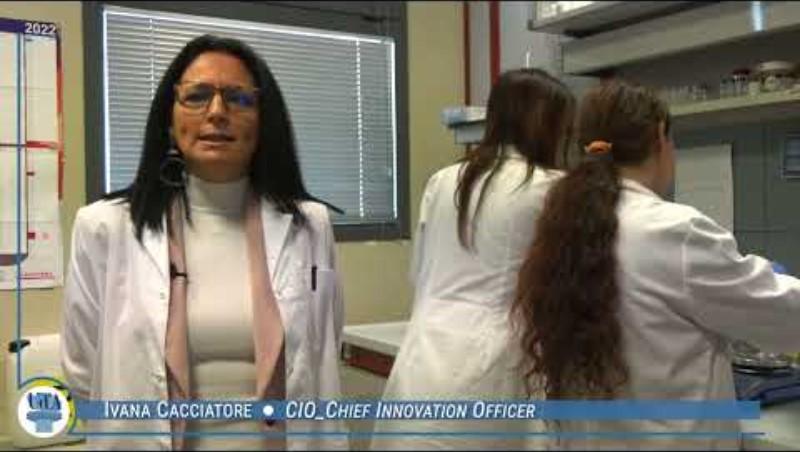 2022
IVANA CACCIATORE ● CIO_CHIEF INNOVATION OFFICER